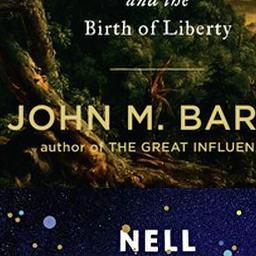 and the
Birth of Liberty
JOHN M. BAR
author of THE GREAT INFLUEN
NELL